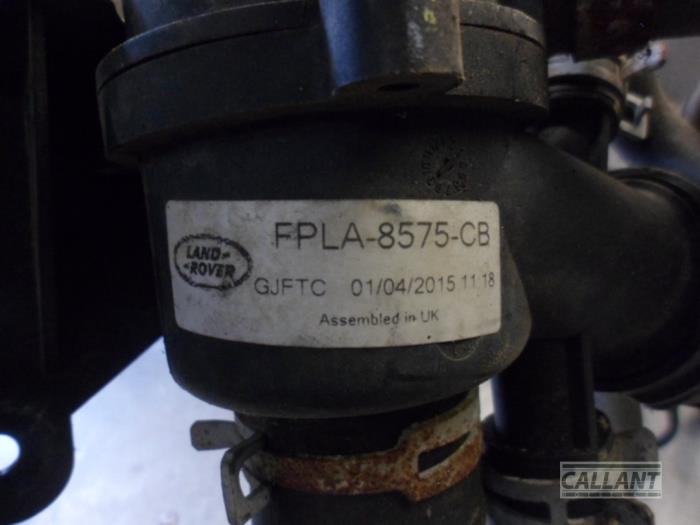 FPLA-8575-CB
LAND-
-ROVER
GJFTC 01/04/2015 11:18
Assembled in UK
CALLANT